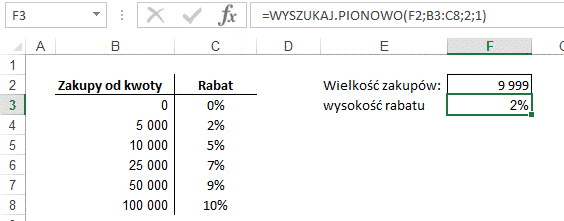 F3 =WYSZUKAJ.PIONOWO(F2;B3:C8;2;1)
A B C D E F
1
2 Zakupy od kwoty Rabat Wielkość zakupów: 9 999
3 0 0% wysokość rabatu 2%
4 5 000 2%
5 10 000 5%
6 25 000 7%
7 50 000 9%
8 100 000 10%